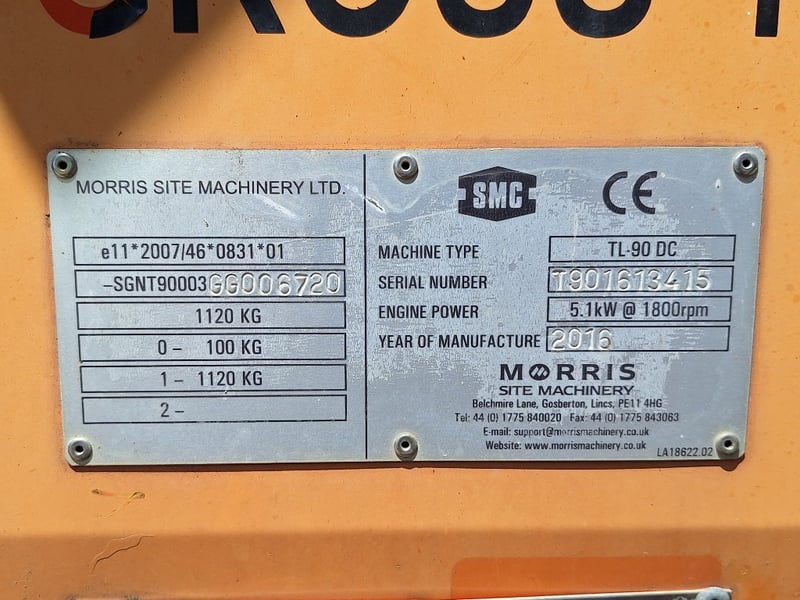 MORRIS SITE MACHINERY LTD.
e11*2007/46*0831*01
-SGNT90003GG006720
1120 KG
0 – 100 KG
1 – 1120 KG
2 –
SMC CE
MACHINE TYPE TL-90 DC
SERIAL NUMBER T901613415
ENGINE POWER 5.1kW @ 1800rpm
YEAR OF MANUFACTURE 2016
MORRIS
SITE MACHINERY
Belchmire Lane, Gosberton, Lincs, PE11 4HG
Tel: 44 (0) 1775 840020 Fax: 44 (0) 1775 843063
E-mail: support@morrismachinery.co.uk
Website: www.morrismachinery.co.uk
LA18622.02